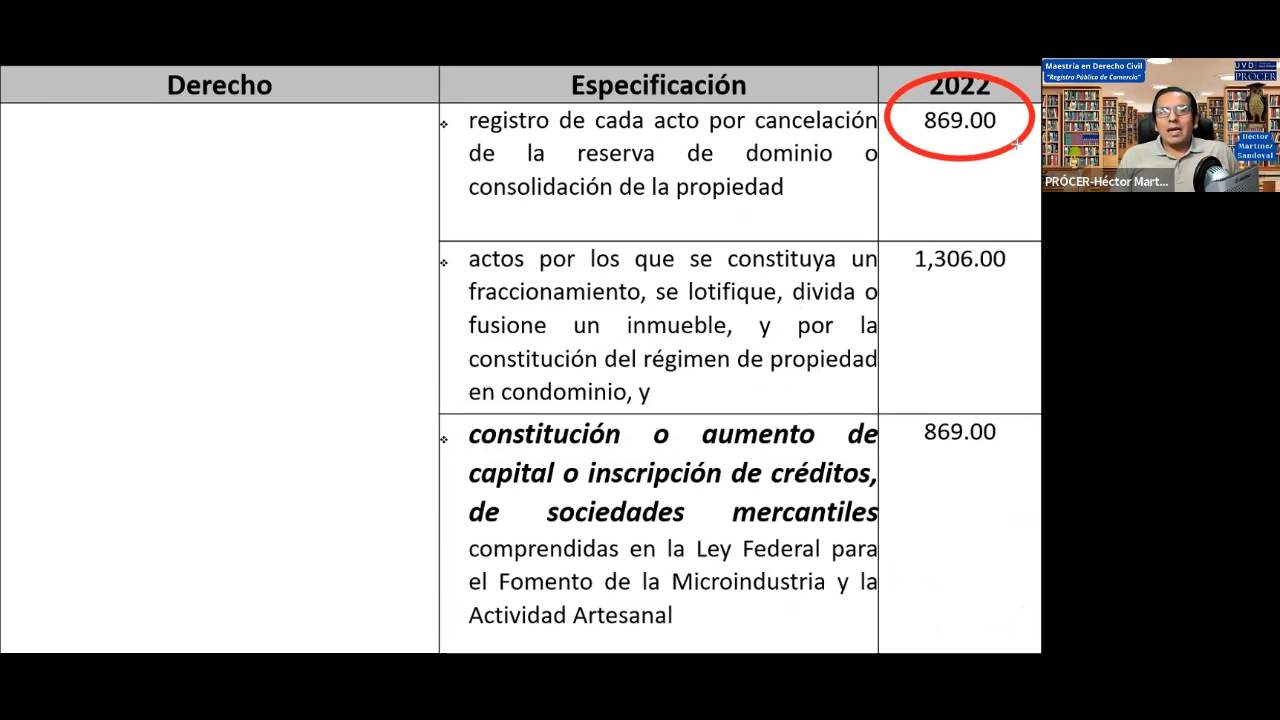 Derecho
Especificación
2022
❖ registro de cada acto por cancelación
de la reserva de dominio o
consolidación de la propiedad
869.00
❖ actos por los que se constituya un
fraccionamiento, se lotifique, divida o
fusione un inmueble, y por la
constitución del régimen de propiedad
en condominio, y
1,306.00
❖ constitución o aumento de
capital o inscripción de créditos,
de sociedades mercantiles
comprendidas en la Ley Federal para
el Fomento de la Microindustria y la
Actividad Artesanal
869.00
Maestría en Derecho Civil
"Registro Público de Comercio"
UVD
PROCER
Héctor
Martínez
Sandoval
PRÓCER-Héctor Mart...